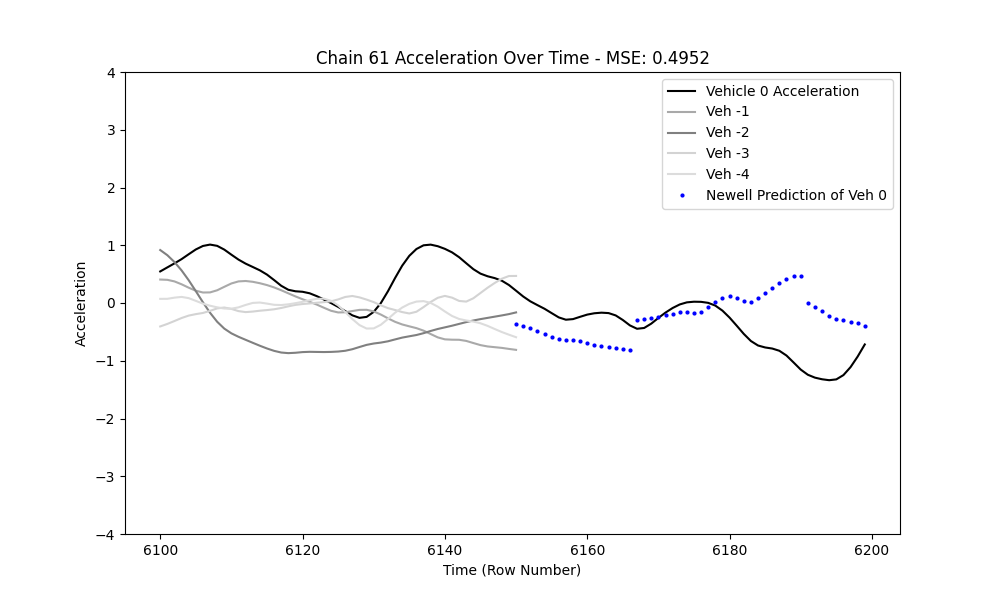 Chain 61 Acceleration Over Time - MSE: 0.4952
Vehicle 0 Acceleration
Veh -1
Veh -2
Veh -3
Veh -4
Newell Prediction of Veh 0
4
3
2
1
0
−1
−2
−3
−4
Acceleration
6100
6120
6140
6160
6180
6200
Time (Row Number)